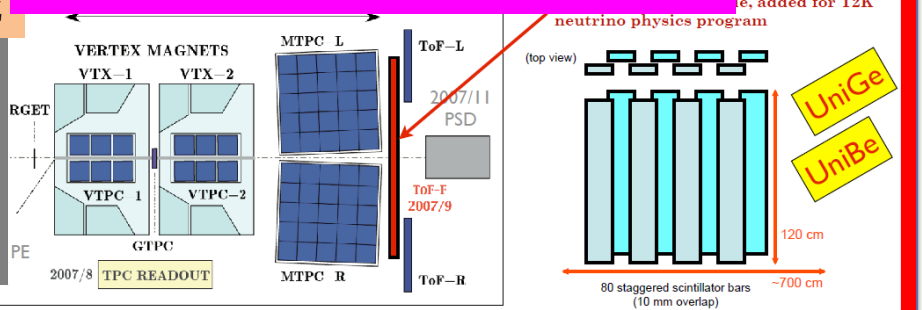 added for T2K
neutrino physics program
VERTEX MAGNETS
VTX-1
VTX-2
MTPC L
ToF-L
(top view)
2007/11
PSD
RGET
VTPC 1
VTPC-2
ToF-F
2007/9
GTPC
PE
2007/8
TPC READOUT
MTPC R
ToF-R
UniGe
UniBe
120 cm
~700 cm
80 staggered scintillator bars
(10 mm overlap)